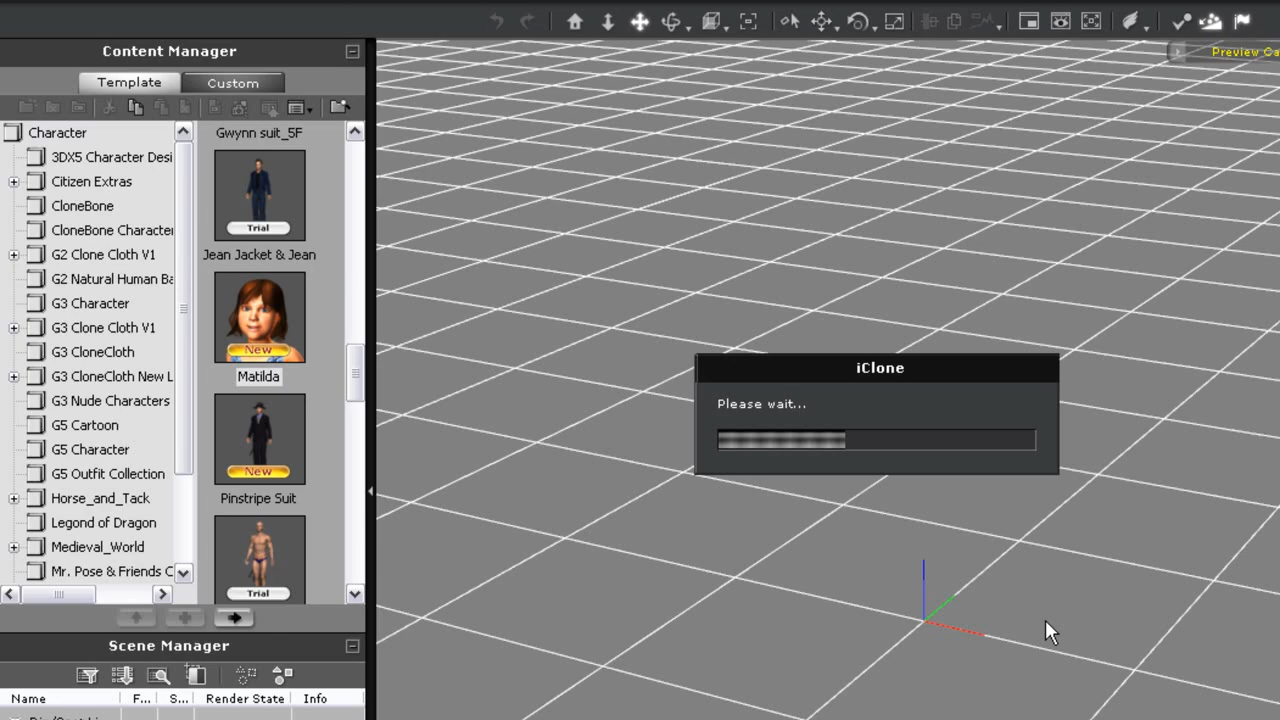 Content Manager
Template
Custom
Character
3DX5 Character Desi
Citizen Extras
CloneBone
CloneBone Character
G2 Clone Cloth V1
G2 Natural Human Ba
G3 Character
G3 Clone Cloth V1
G3 CloneCloth
G3 CloneCloth New L
G3 Nude Characters
G5 Cartoon
G5 Character
G5 Outfit Collection
Horse_and_Tack
Legond of Dragon
Medieval_World
Mr. Pose & Friends C
Gwynn suit_5F
Trial
Jean Jacket & Jean
New
Matilda
New
Pinstripe Suit
Trial
Preview Ca
iClone
Please wait...
Scene Manager
Name
F...
S...
Render State
Info